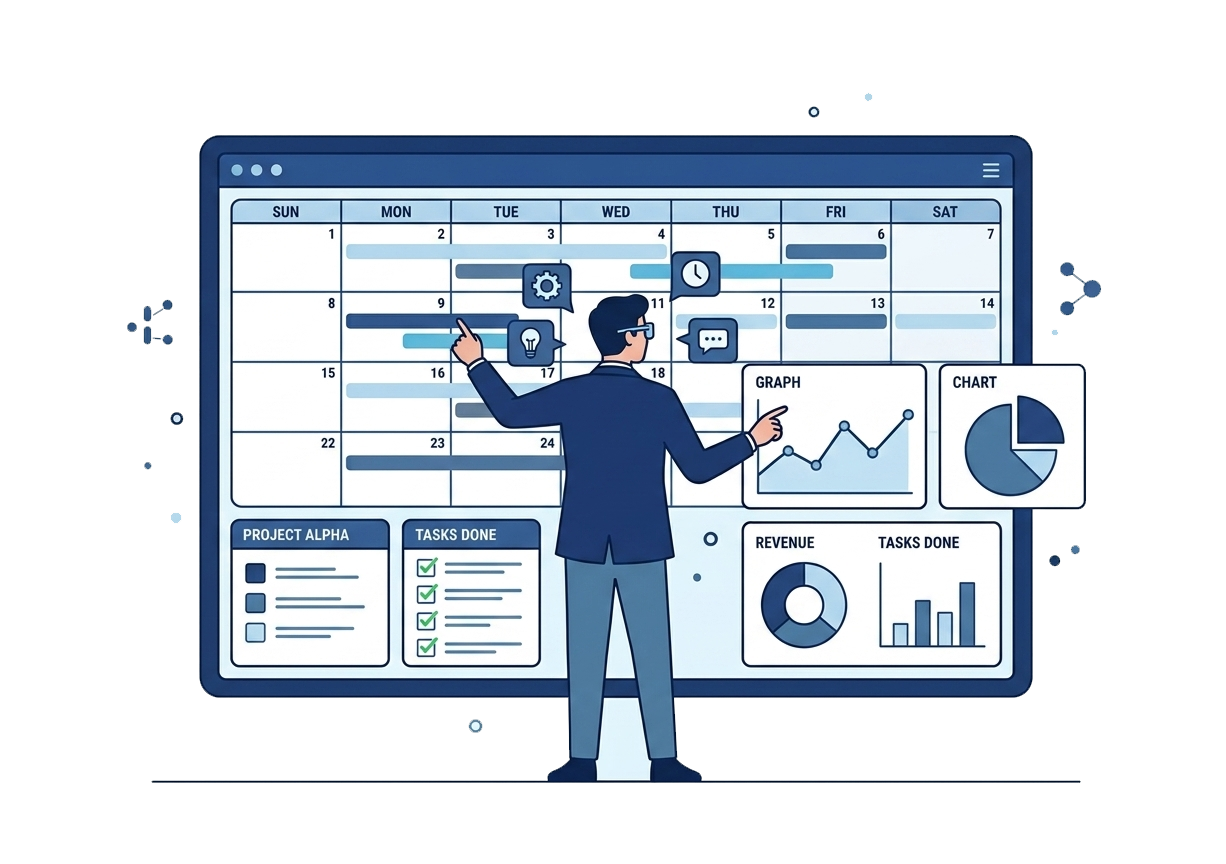 SUN MON TUE WED THU FRI SAT
1 2 3 4 5 6 7
8 9 11 12 13 14
15 16 17 18
22 23 24
GRAPH
CHART
PROJECT ALPHA
TASKS DONE
REVENUE
TASKS DONE